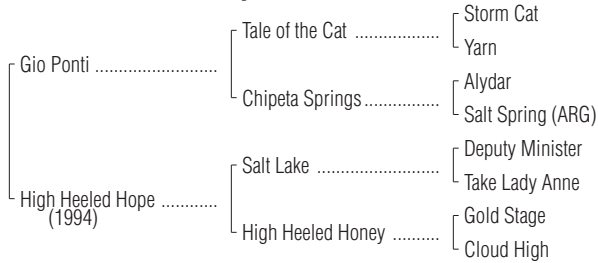 Storm Cat
Tale of the Cat ..................
Yarn
Gio Ponti ..........................
Alydar
Chipeta Springs................
Salt Spring (ARG)
Deputy Minister
Salt Lake ..........................
Take Lady Anne
High Heeled Hope ............
(1994)
Gold Stage
High Heeled Honey ..........
Cloud High